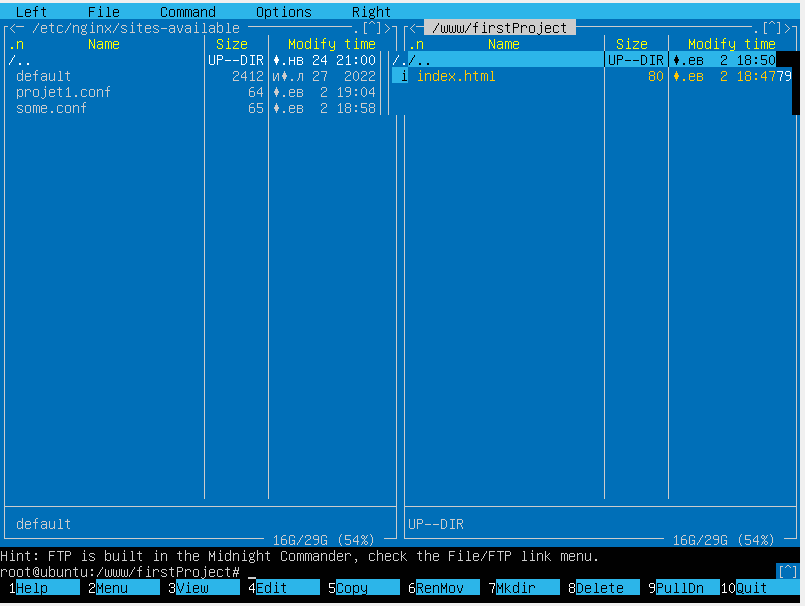 Left File Command Options Right
<─ /etc/nginx/sites-available ─.[^]>
.n Name Size Modify time
/.. UP--DIR ♦.нв 24 21:00
default 2412 и♦.л 27 2022
projet1.conf 64 ♦.ев 2 19:04
some.conf 65 ♦.ев 2 18:58
default
16G/29G (54%)
<─ /www/firstProject ─.[^]>
.n Name Size Modify time
/./.. UP--DIR ♦.ев 2 18:50
i index.html 80 ♦.ев 2 18:4779
UP--DIR
16G/29G (54%)
Hint: FTP is built in the Midnight Commander, check the File/FTP link menu.
root@ubuntu:/www/firstProject# _ [^]
1Help 2Menu 3View 4Edit 5Copy 6RenMov 7Mkdir 8Delete 9PullDn 10Quit